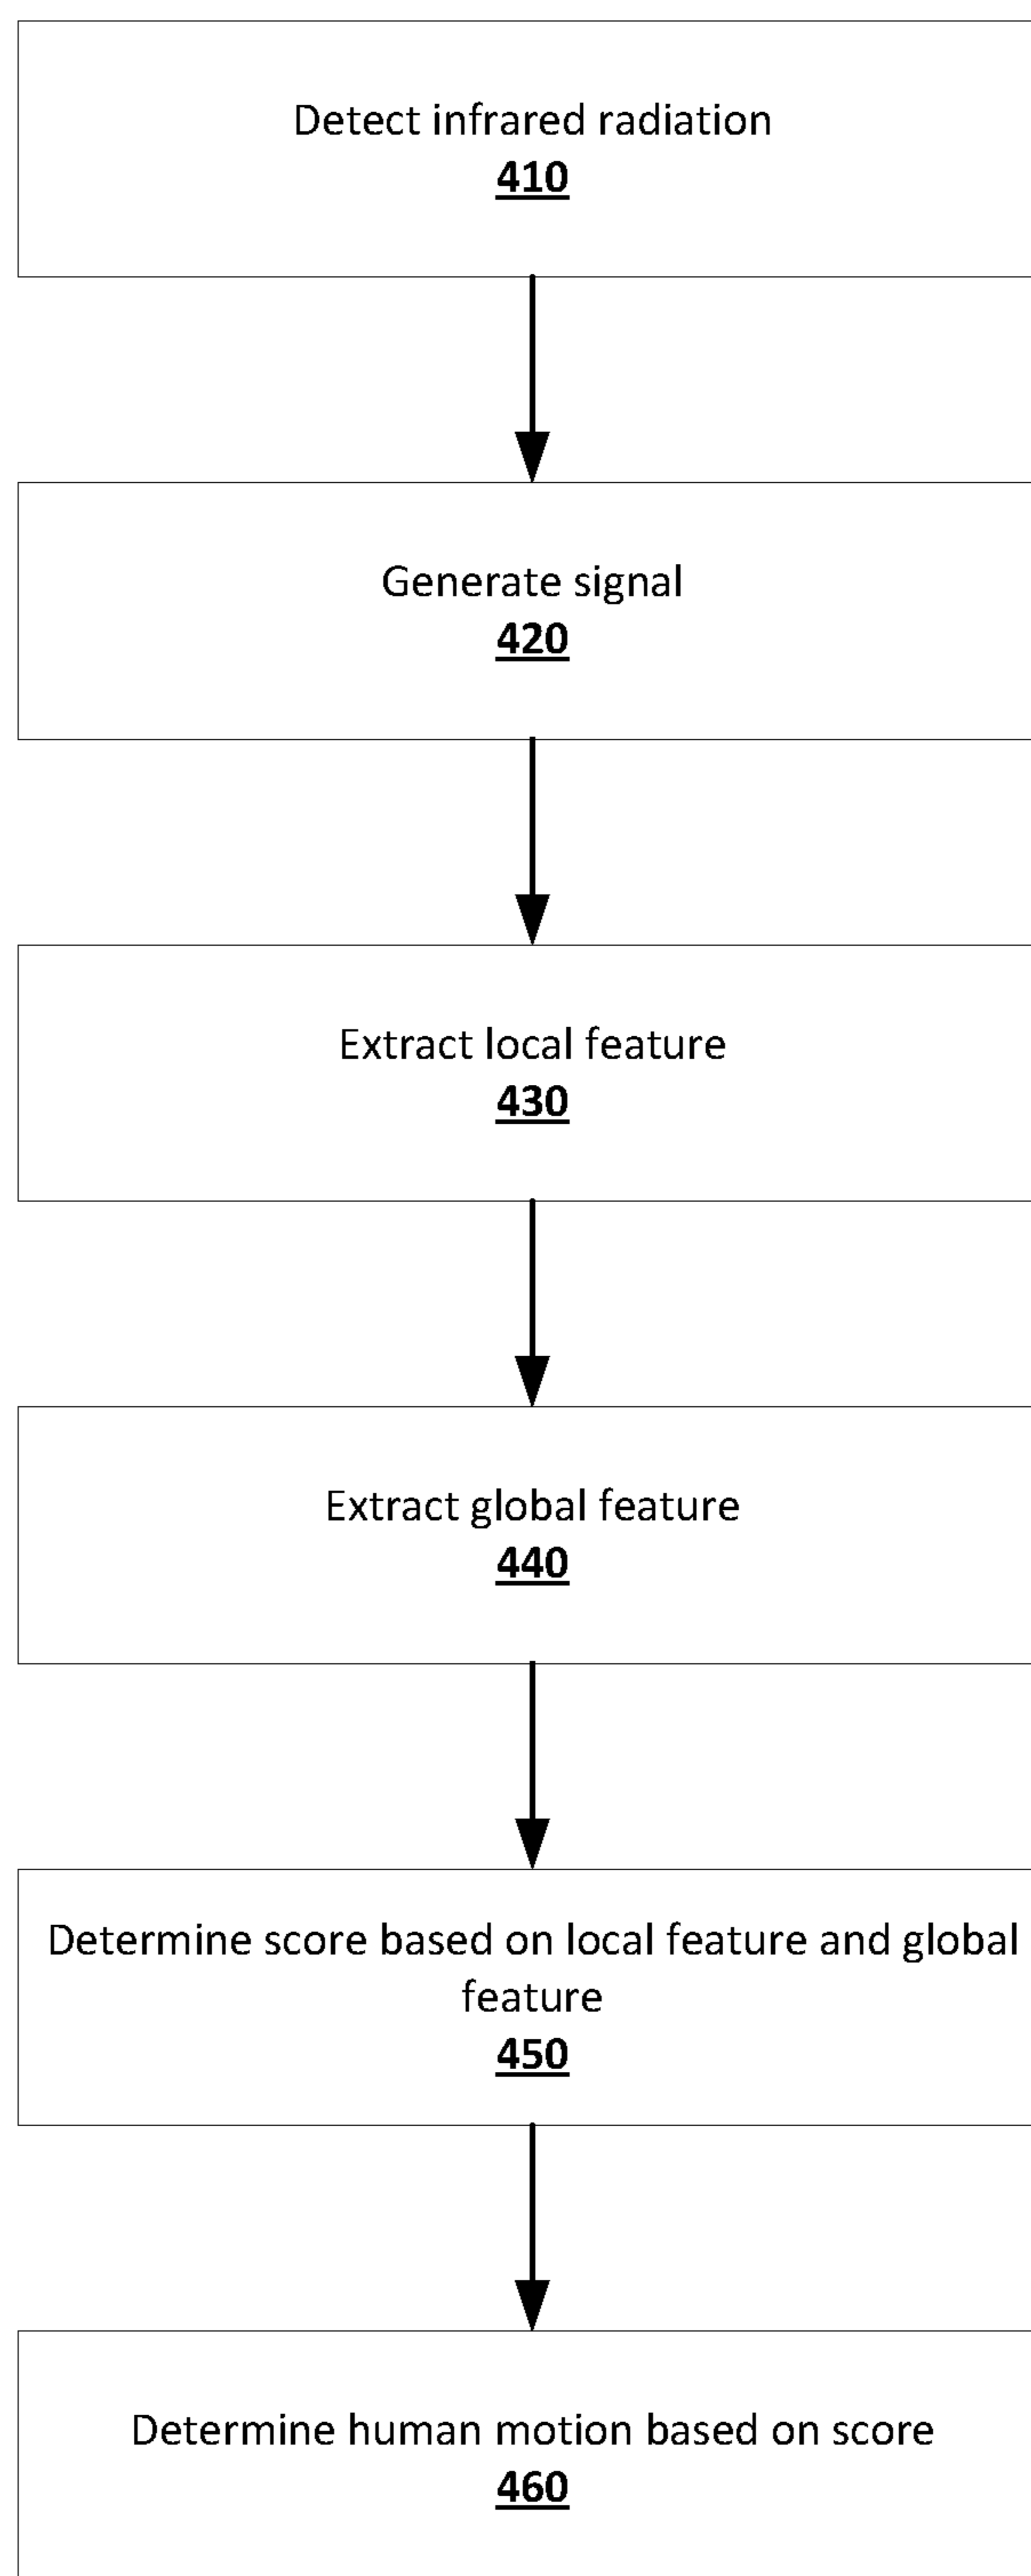 Detect infrared radiation
410
Generate signal
420
Extract local feature
430
Extract global feature
440
Determine score based on local feature and global
feature
450
Determine human motion based on score
460